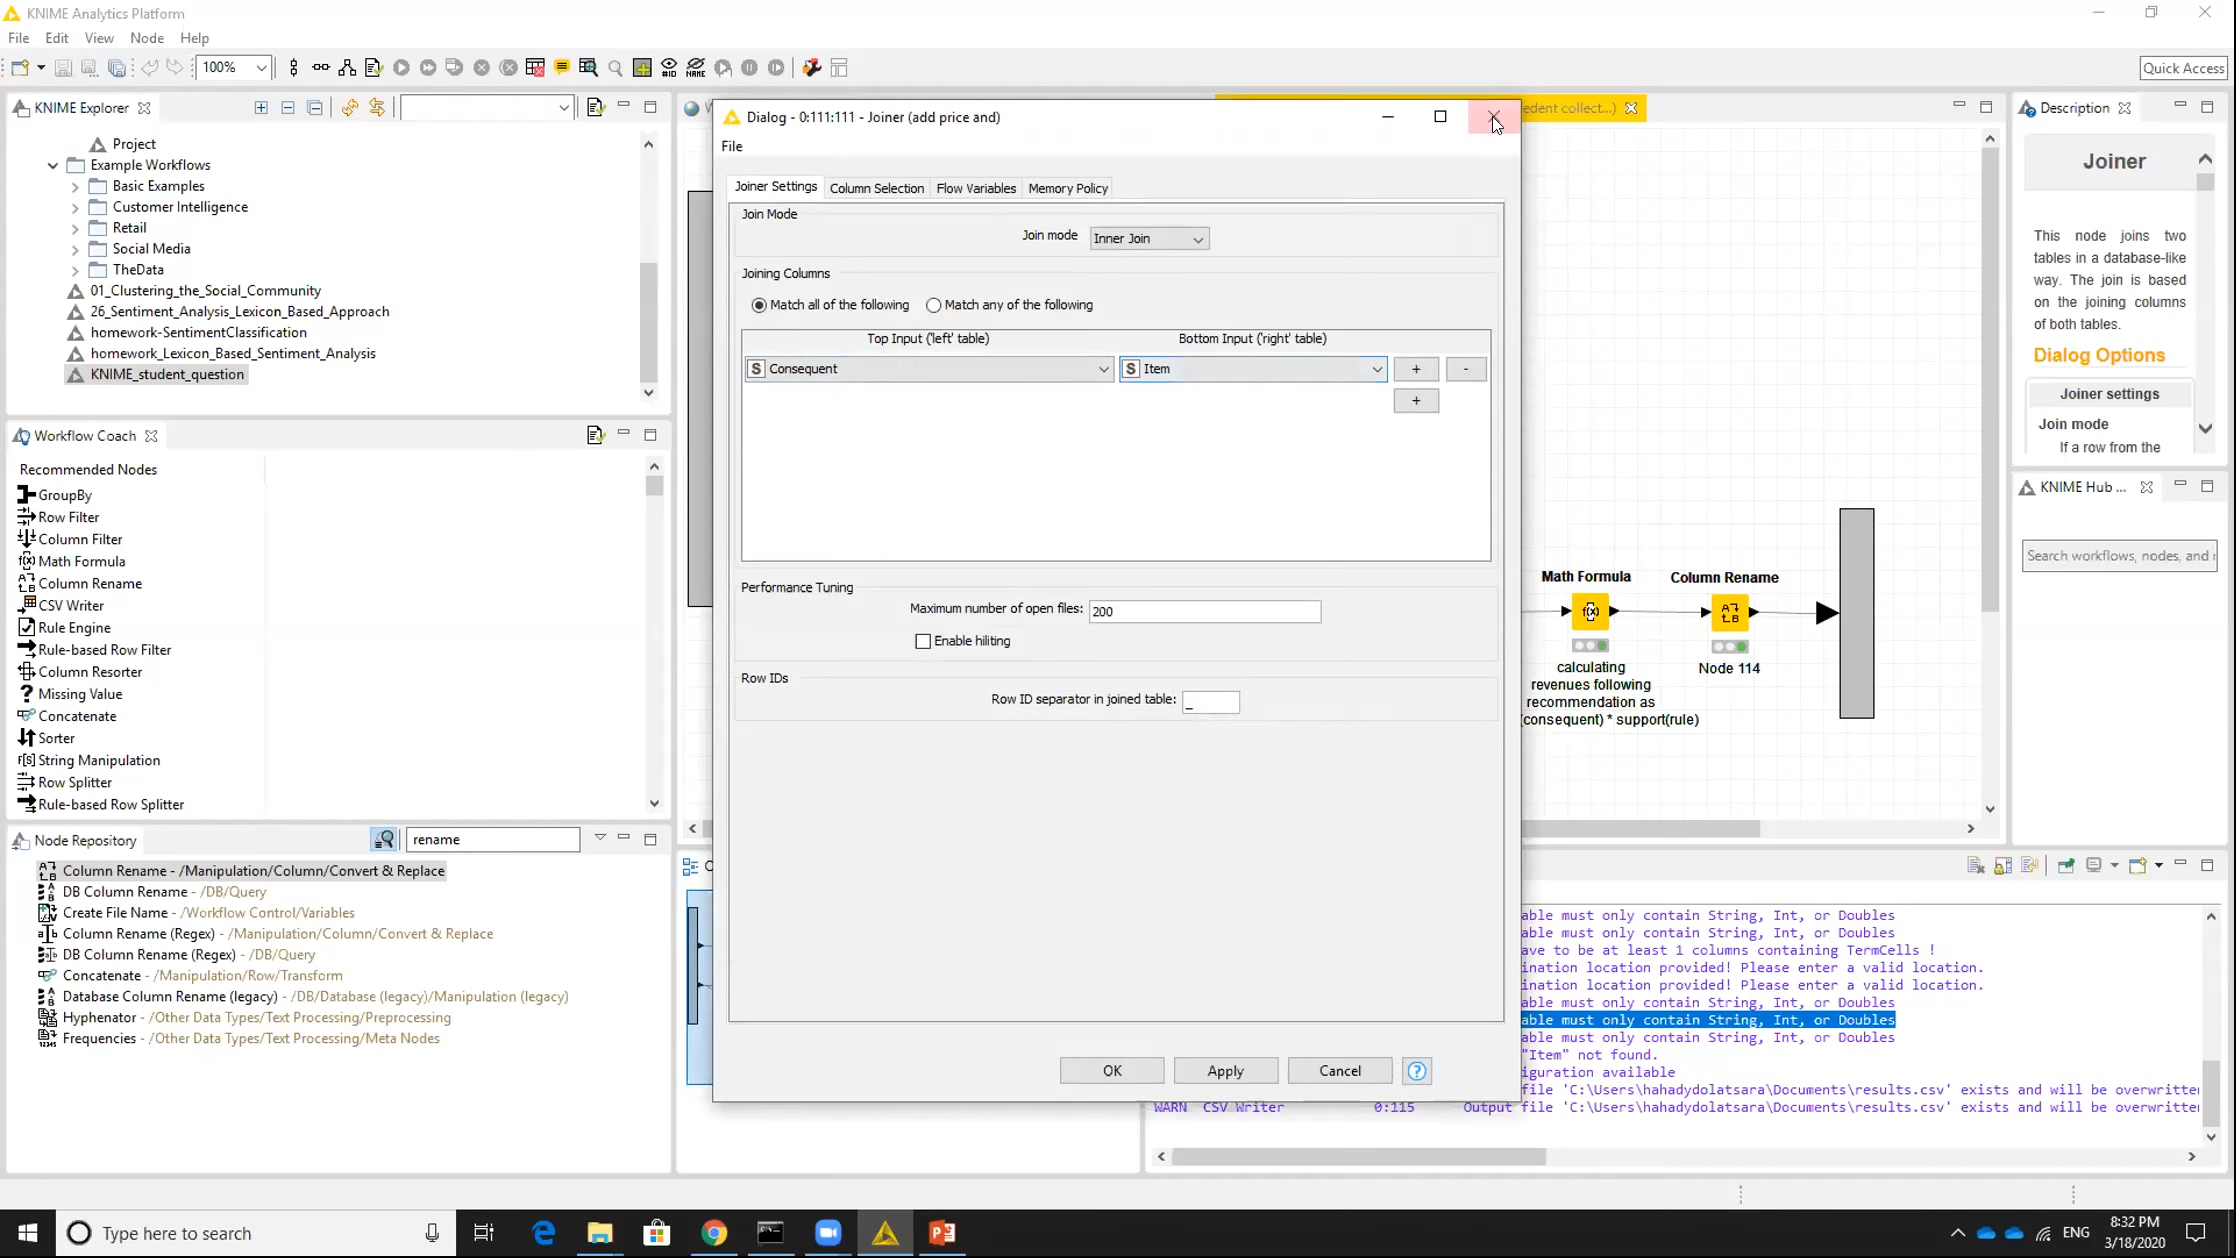 KNIME Analytics Platform
File Edit View Node Help
100%
Quick Access
KNIME Explorer
Project
Example Workflows
Basic Examples
Customer Intelligence
Retail
Social Media
TheData
01_Clustering_the_Social_Community
26_Sentiment_Analysis_Lexicon_Based_Approach
homework-SentimentClassification
homework_Lexicon_Based_Sentiment_Analysis
KNIME_student_question
Workflow Coach
Recommended Nodes
GroupBy
Row Filter
Column Filter
Math Formula
Column Rename
CSV Writer
Rule Engine
Rule-based Row Filter
Column Resorter
Missing Value
Concatenate
Sorter
String Manipulation
Row Splitter
Rule-based Row Splitter
Node Repository
rename
Column Rename - /Manipulation/Column/Convert & Replace
DB Column Rename - /DB/Query
Create File Name - /Workflow Control/Variables
Column Rename (Regex) - /Manipulation/Column/Convert & Replace
DB Column Rename (Regex) - /DB/Query
Concatenate - /Manipulation/Row/Transform
Database Column Rename (legacy) - /DB/Database (legacy)/Manipulation (legacy)
Hyphenator - /Other Data Types/Text Processing/Preprocessing
Frequencies - /Other Data Types/Text Processing/Meta Nodes
Dialog - 0:111:111 - Joiner (add price and)
File
Joiner Settings Column Selection Flow Variables Memory Policy
Join Mode
Join mode Inner Join
Joining Columns
Match all of the following Match any of the following
Top Input ('left' table) Bottom Input ('right' table)
S Consequent S Item + -
+
Performance Tuning
Maximum number of open files: 200
Enable hiliting
Row IDs
Row ID separator in joined table: _
OK Apply Cancel ?
edent collect...)
Math Formula
f(x)
calculating
revenues following
recommendation as
(consequent) * support(rule)
Column Rename
Node 114
Description
Joiner
This node joins two
tables in a database-like
way. The join is based
on the joining columns
of both tables.
Dialog Options
Joiner settings
Join mode
If a row from the
KNIME Hub ...
Search workflows, nodes, and
able must only contain String, Int, or Doubles
able must only contain String, Int, or Doubles
ave to be at least 1 columns containing TermCells !
ination location provided! Please enter a valid location.
ination location provided! Please enter a valid location.
able must only contain String, Int, or Doubles
able must only contain String, Int, or Doubles
able must only contain String, Int, or Doubles
"Item" not found.
iguration available
file 'C:\Users\hahadydolatsara\Documents\results.csv' exists and will be overwritte
WARN CSV Writer 0:115 Output file 'C:\Users\hahadydolatsara\Documents\results.csv' exists and will be overwritte
Type here to search
ENG
8:32 PM
3/18/2020